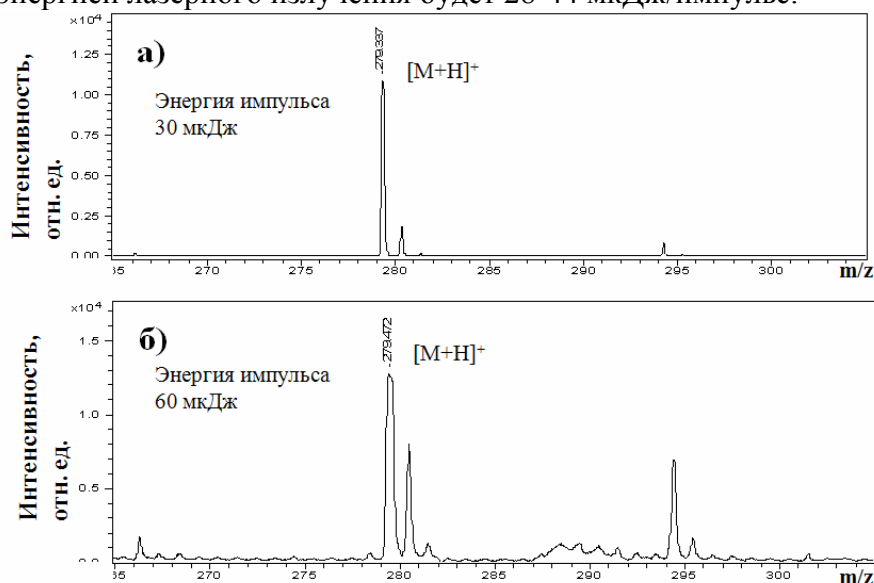 энергией лазерного излучения будет 28-44 мкДж/импульс.
×10⁴
а)
279.337
[M+H]⁺
1.25
Энергия импульса
30 мкДж
1.00
0.75
0.50
0.25
0.00
Интенсивность,
отн. ед.
265 270 275 280 285 290 295 300 m/z
×10⁴
б)
279.472
[M+H]⁺
1.5
Энергия импульса
60 мкДж
1.0
0.5
0.0
Интенсивность,
отн. ед.
265 270 275 280 285 290 295 300 m/z